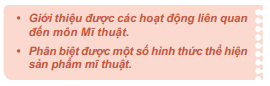 • Giới thiệu được các hoạt động liên quan
đến môn Mĩ thuật.
• Phân biệt được một số hình thức thể hiện
sản phẩm mĩ thuật.